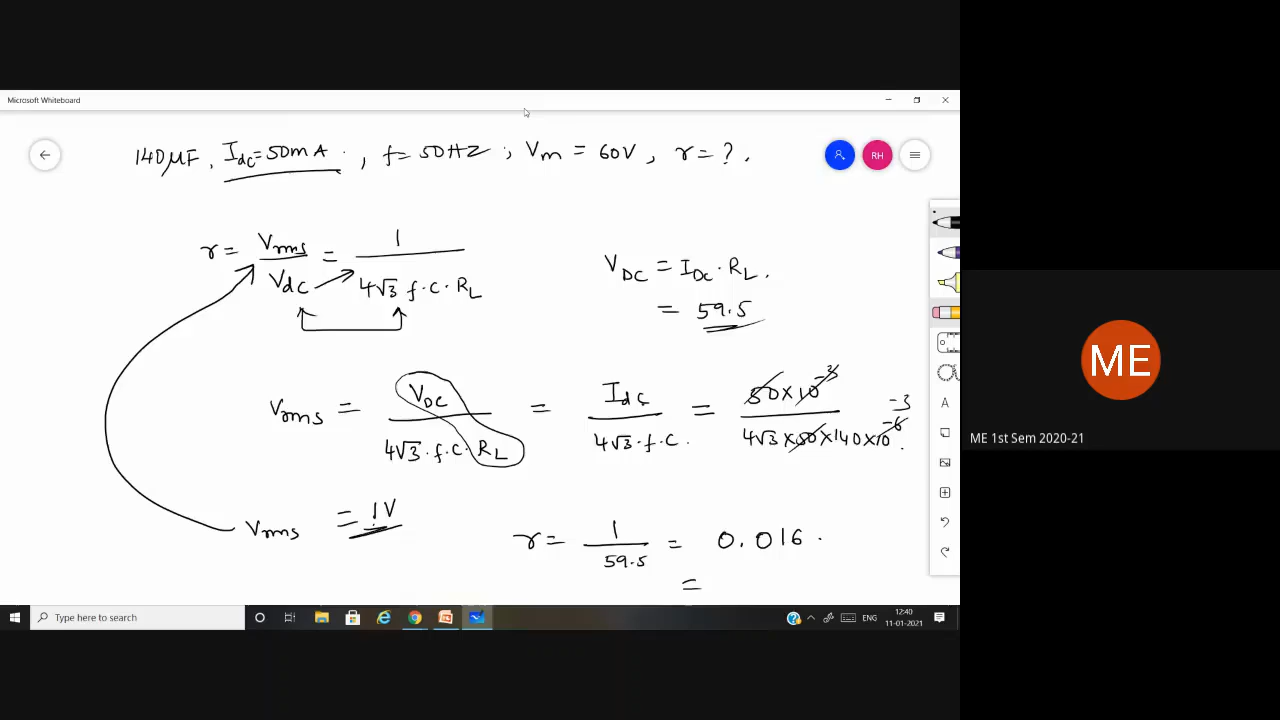 Microsoft Whiteboard
140µF, Idc=50mA, f=50Hz, Vm = 60V, r=?.
RH
r = Vrms/Vdc = 1/(4√3 f·c·RL)
VDC = IDC·RL.
= 59.5
Vrms = VDC/(4√3·f·c·RL) = Idc/(4√3·f·c.) = 50×10⁻³/(4√3×50×140×10⁻⁶.) -3
Vrms = 1V
r = 1/59.5 = 0.016.
=
A
ME
ME 1st Sem 2020-21
Type here to search
ENG
12:40
11-01-2021